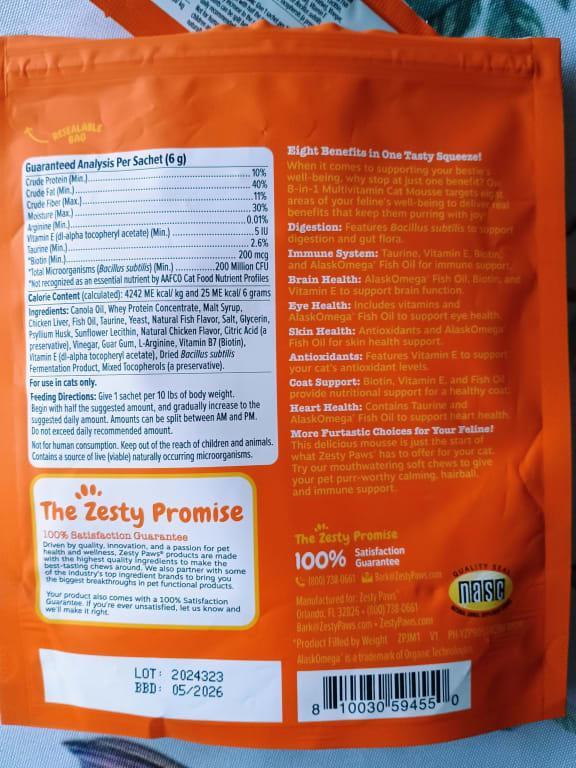 RESEALABLE
BAG
Guaranteed Analysis Per Sachet (6 g)
Crude Protein (Min.) 10%
Crude Fat (Min.) 40%
Crude Fiber (Max.) 11%
Moisture (Max.) 30%
Arginine (Min.) 0.01%
Vitamin E (dl-alpha tocopheryl acetate) (Min.) 5 IU
Taurine (Min.) 2.6%
*Biotin (Min.) 200 mcg
*Total Microorganisms (Bacillus subtilis) (Min.) 200 Million CFU
*Not recognized as an essential nutrient by AAFCO Cat Food Nutrient Profiles
Calorie Content (calculated): 4242 ME kcal/ kg and 25 ME kcal/ 6 grams
Ingredients: Canola Oil, Whey Protein Concentrate, Malt Syrup,
Chicken Liver, Fish Oil, Taurine, Yeast, Natural Fish Flavor, Salt, Glycerin,
Psyllium Husk, Sunflower Lecithin, Natural Chicken Flavor, Citric Acid (a
preservative), Vinegar, Guar Gum, L-Arginine, Vitamin B7 (Biotin),
Vitamin E (dl-alpha tocopheryl acetate), Dried Bacillus subtilis
Fermentation Product, Mixed Tocopherols (a preservative).
For use in cats only.
Feeding Directions: Give 1 sachet per 10 lbs of body weight.
Begin with half the suggested amount, and gradually increase to the
suggested daily amount. Amounts can be split between AM and PM.
Do not exceed daily recommended amount.
Not for human consumption. Keep out of the reach of children and animals.
Contains a source of live (viable) naturally occurring microorganisms.
The Zesty Promise
100% Satisfaction Guarantee
Driven by quality, innovation, and a passion for pet
health and wellness, Zesty Paws® products are made
with the highest quality ingredients to make the
best-tasting chews around. We also partner with some
of the industry's top ingredient brands to bring you
the biggest breakthroughs in pet functional products.
Your product also comes with a 100% Satisfaction
Guarantee. If you're ever unsatisfied, let us know and
we'll make it right.
LOT: 2024323
BBD: 05/2026
Eight Benefits in One Tasty Squeeze!
When it comes to supporting your bestie's
well-being, why stop at just one benefit? Our
8-in-1 Multivitamin Cat Mousse targets eight
areas of your feline's well-being to deliver real
benefits that keep them purring with joy!
Digestion: Features Bacillus subtilis to support
digestion and gut flora.
Immune System: Taurine, Vitamin E, Biotin,
and AlaskOmega® Fish Oil for immune support.
Brain Health: AlaskOmega® Fish Oil, Biotin, and
Vitamin E to support brain function.
Eye Health: Includes vitamins and
AlaskOmega® Fish Oil to support eye health.
Skin Health: Antioxidants and AlaskOmega®
Fish Oil for skin health support.
Antioxidants: Features Vitamin E to support
your cat's antioxidant levels.
Coat Support: Biotin, Vitamin E, and Fish Oil
provide nutritional support for a healthy coat.
Heart Health: Contains Taurine and
AlaskOmega® Fish Oil to support heart health.
More Furtastic Choices for Your Feline!
This delicious mousse is just the start of
what Zesty Paws® has to offer for your cat.
Try our mouthwatering soft chews to give
your pet purr-worthy calming, hairball,
and immune support.
The Zesty Promise
100% Satisfaction
Guarantee
(800) 738-0661 Bark@ZestyPaws.com
Manufactured for: Zesty Paws®
Orlando, FL 32826 • (800)738-0661
Bark@ZestyPaws.com • ZestyPaws.com
*Product Filled by Weight ZPJM1 V1
AlaskOmega® is a trademark of Organic Technologies
QUALITY SEAL
nasc
8 10030 59455 0